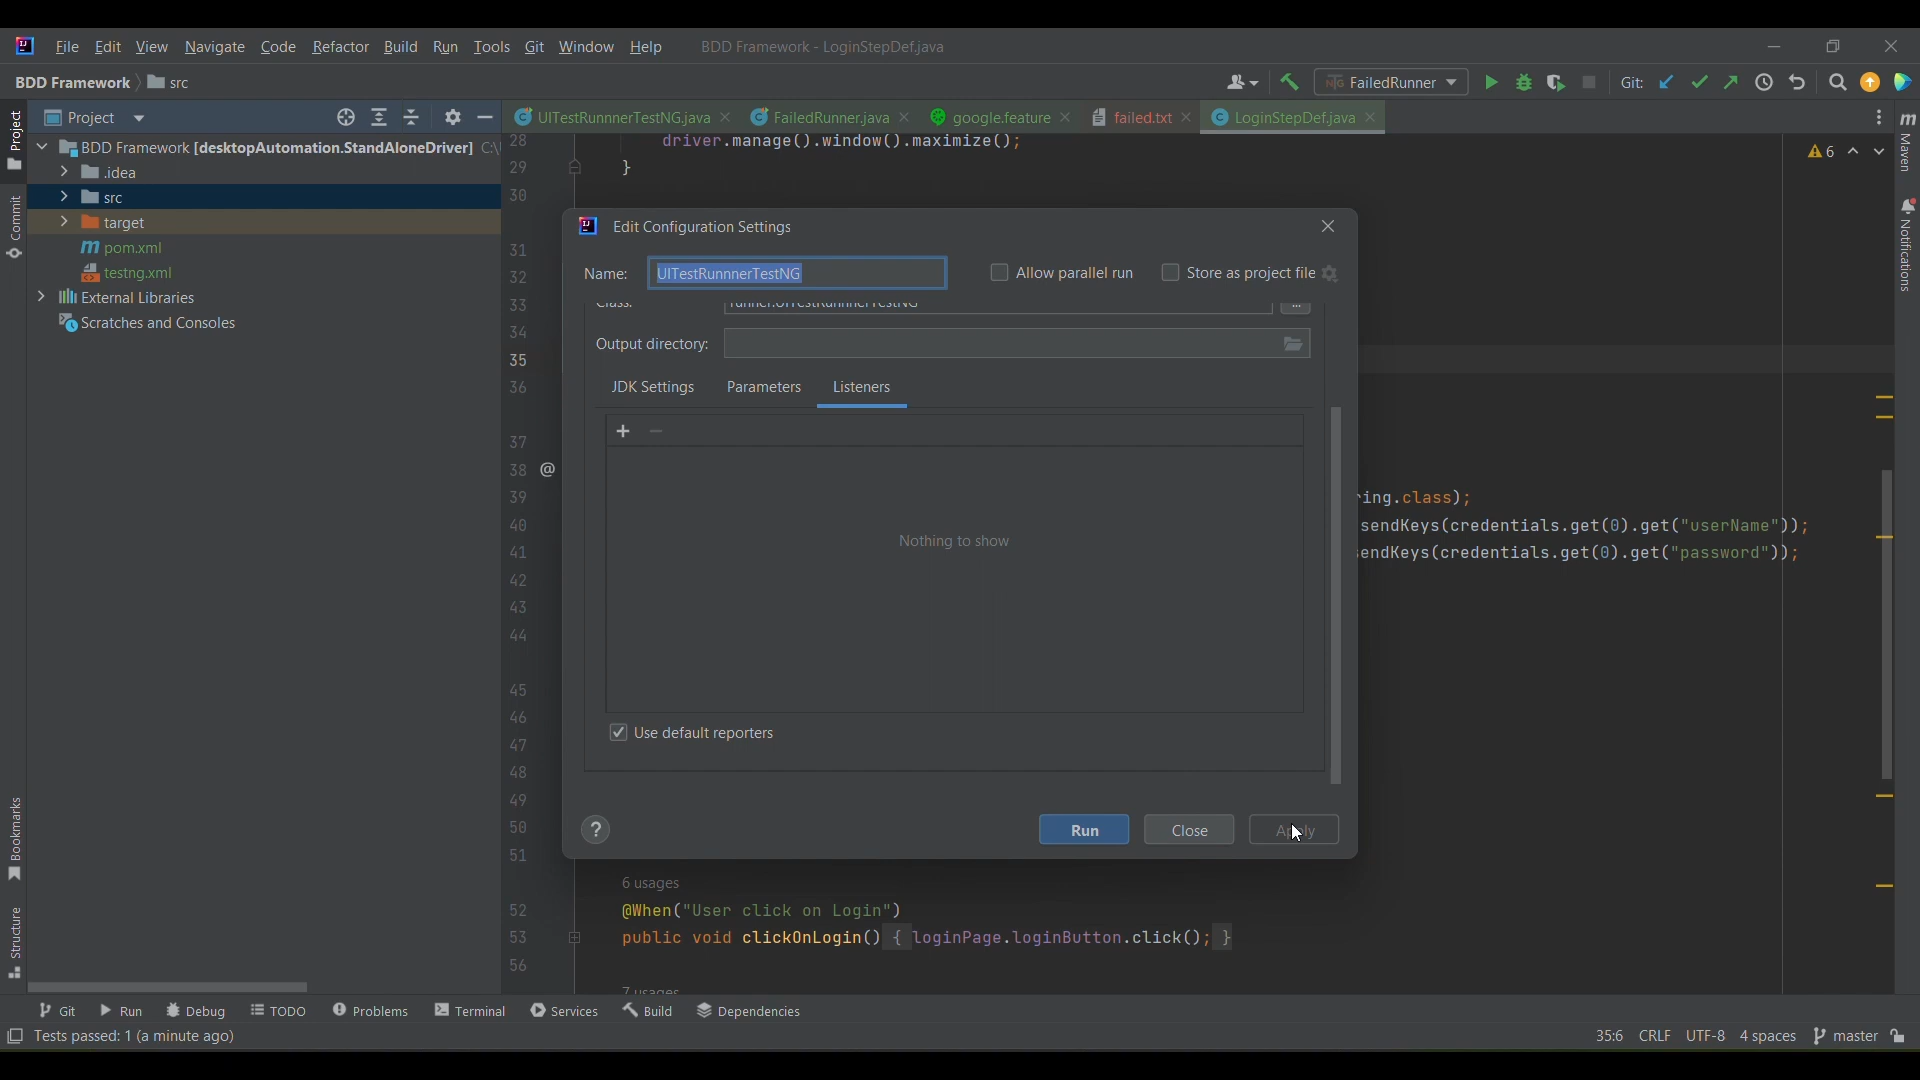 File Edit View Navigate Code Refactor Build Run Tools Git Window Help BDD Framework - LoginStepDef.java
BDD Framework src FailedRunner Git:
Project UITestRunnnerTestNG.java FailedRunner.java google.feature failed.txt LoginStepDef.java
BDD Framework [desktopAutomation.StandAloneDriver] C:\
.idea
src
target
pom.xml
testng.xml
External Libraries
Scratches and Consoles
Project
Commit
Bookmarks
Structure
28 driver.manage().window().maximize();
29 }
30
31
32
33
34
35
36
37
38 @
39 ring.class);
40 sendKeys(credentials.get(0).get("userName"));
41 sendKeys(credentials.get(0).get("password"));
42
43
44
45
46
47
48
49
50
51
6 usages
52 @When("User click on Login")
53 public void clickOnLogin() { loginPage.loginButton.click(); }
56
7 usages
6
Maven
Notifications
Edit Configuration Settings
Name: UITestRunnnerTestNG Allow parallel run Store as project file
Class: runner.UITestRunnnerTestNG ...
Output directory:
JDK Settings Parameters Listeners
Nothing to show
Use default reporters
? Run Close Apply
Git Run Debug TODO Problems Terminal Services Build Dependencies
Tests passed: 1 (a minute ago) 35:6 CRLF UTF-8 4 spaces master